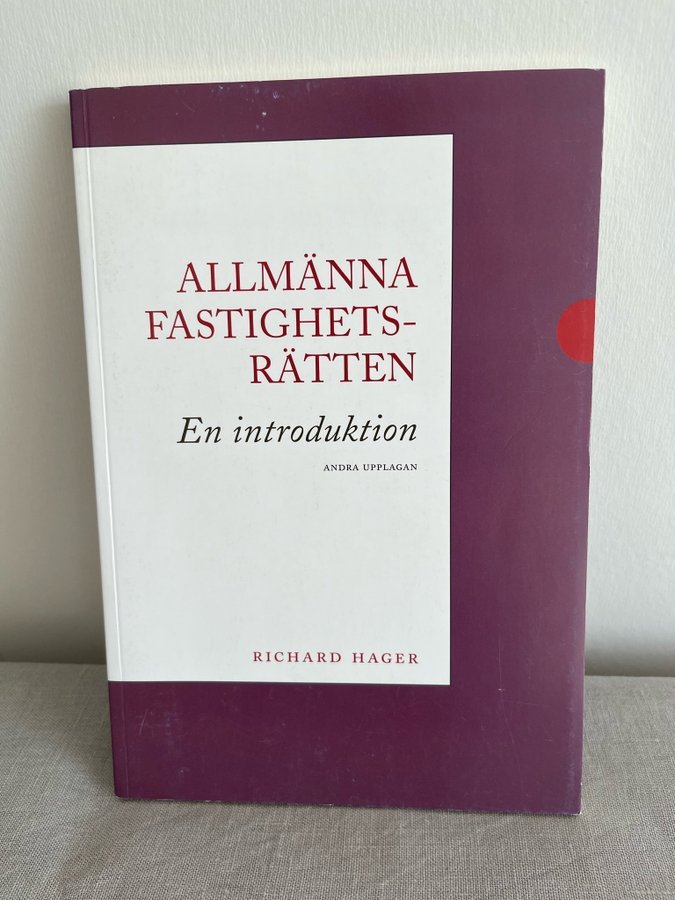 ALLMÄNNA
FASTIGHETS-
RÄTTEN
En introduktion
ANDRA UPPLAGAN
RICHARD HAGER